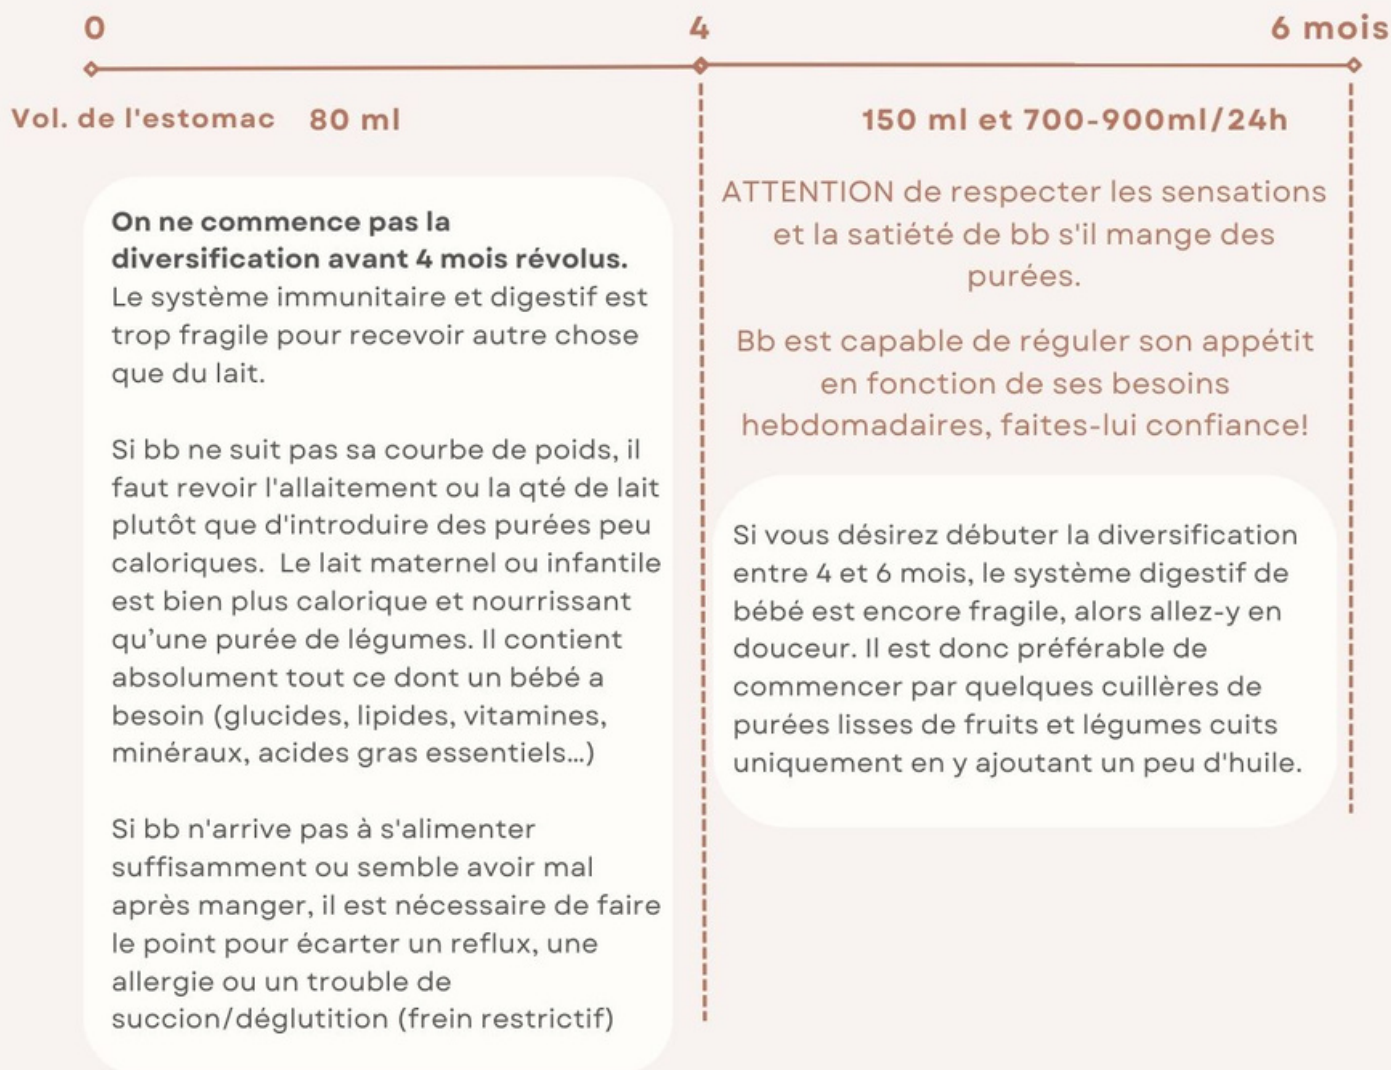 0
4
6 mois
Vol. de l'estomac 80 ml
150 ml et 700-900ml/24h
On ne commence pas la
diversification avant 4 mois révolus.
Le système immunitaire et digestif est
trop fragile pour recevoir autre chose
que du lait.
Si bb ne suit pas sa courbe de poids, il
faut revoir l'allaitement ou la qté de lait
plutôt que d'introduire des purées peu
caloriques. Le lait maternel ou infantile
est bien plus calorique et nourrissant
qu’une purée de légumes. Il contient
absolument tout ce dont un bébé a
besoin (glucides, lipides, vitamines,
minéraux, acides gras essentiels...)
Si bb n'arrive pas à s'alimenter
suffisamment ou semble avoir mal
après manger, il est nécessaire de faire
le point pour écarter un reflux, une
allergie ou un trouble de
succion/déglutition (frein restrictif)
ATTENTION de respecter les sensations
et la satiété de bb s'il mange des
purées.
Bb est capable de réguler son appétit
en fonction de ses besoins
hebdomadaires, faites-lui confiance!
Si vous désirez débuter la diversification
entre 4 et 6 mois, le système digestif de
bébé est encore fragile, alors allez-y en
douceur. Il est donc préférable de
commencer par quelques cuillères de
purées lisses de fruits et légumes cuits
uniquement en y ajoutant un peu d'huile.